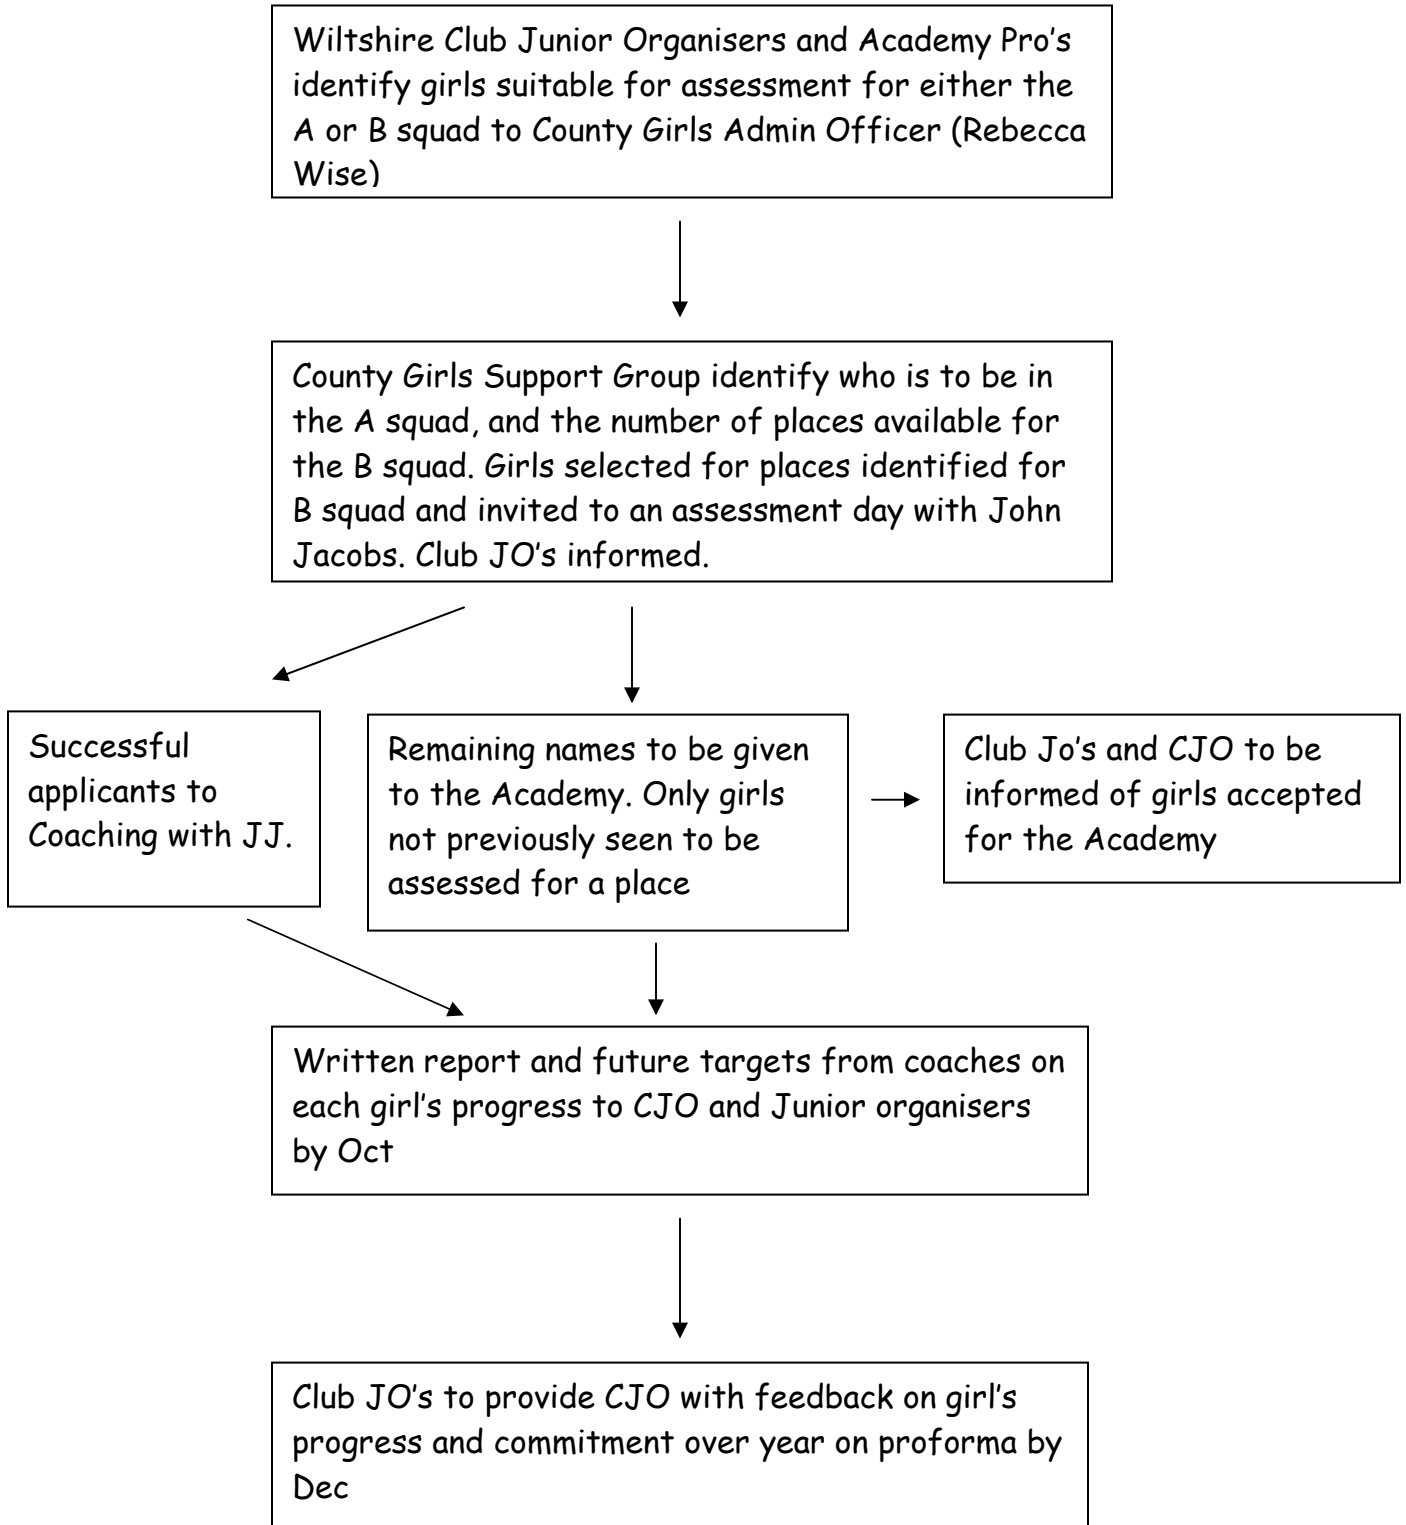 Wiltshire Club Junior Organisers and Academy Pro's
identify girls suitable for assessment for either the
A or B squad to County Girls Admin Officer (Rebecca
Wise)
County Girls Support Group identify who is to be in
the A squad, and the number of places available for
the B squad. Girls selected for places identified for
B squad and invited to an assessment day with John
Jacobs. Club JO's informed.
Successful
applicants to
Coaching with JJ.
Remaining names to be given
to the Academy. Only girls
not previously seen to be
assessed for a place
Club Jo's and CJO to be
informed of girls accepted
for the Academy
Written report and future targets from coaches on
each girl's progress to CJO and Junior organisers
by Oct
Club JO's to provide CJO with feedback on girl's
progress and commitment over year on proforma by
Dec